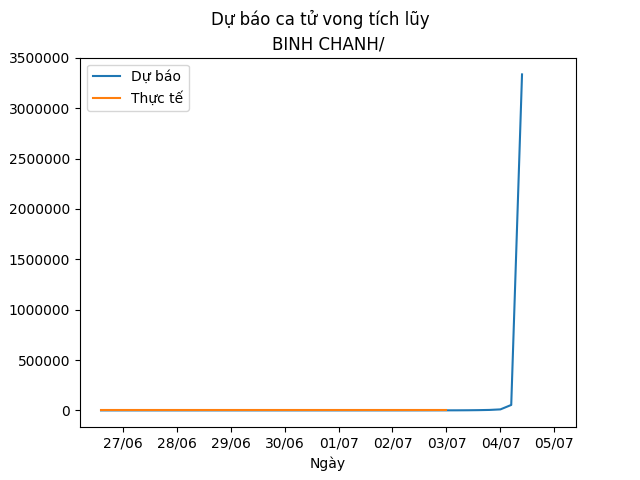 Dự báo ca tử vong tích lũy
BINH CHANH/
Dự báo
Thực tế
3500000
3000000
2500000
2000000
1500000
1000000
500000
0
27/06 28/06 29/06 30/06 01/07 02/07 03/07 04/07 05/07
Ngày